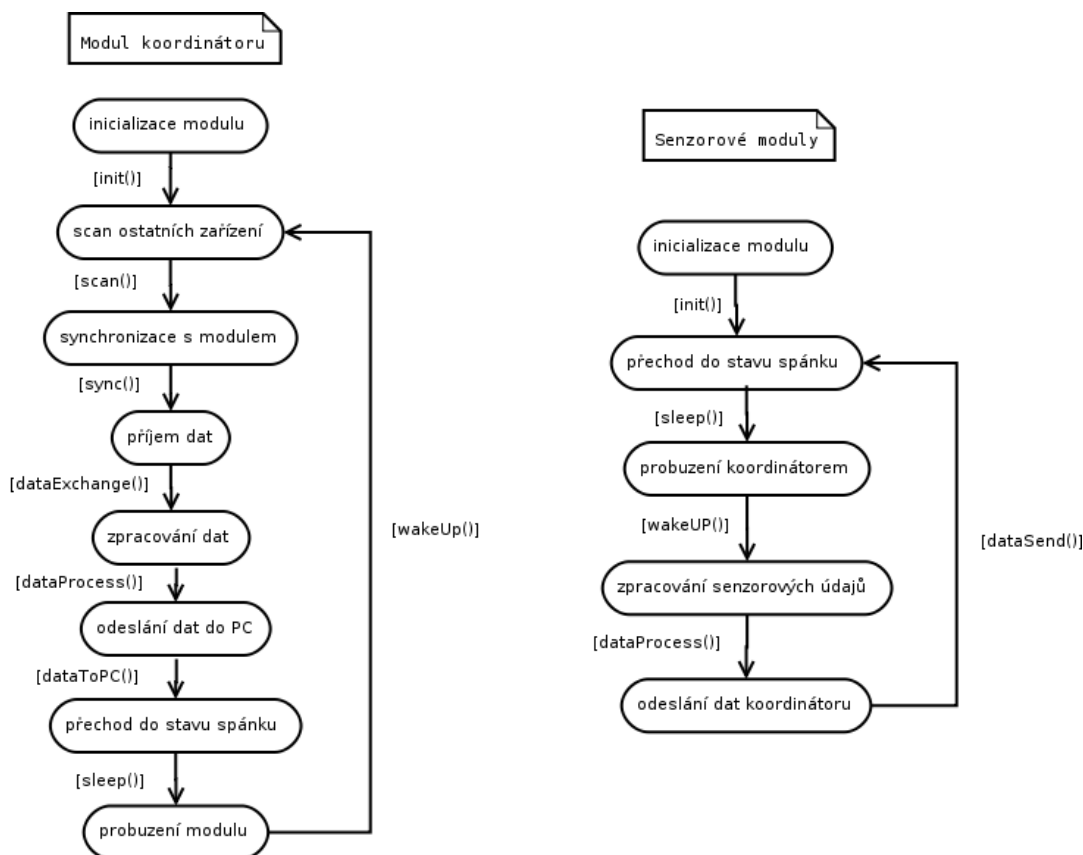 Modul koordinátoru
inicializace modulu
[init()]
scan ostatních zařízení
[scan()]
synchronizace s modulem
[sync()]
příjem dat
[dataExchange()]
zpracování dat
[dataProcess()]
odeslání dat do PC
[dataToPC()]
přechod do stavu spánku
[sleep()]
probuzení modulu
[wakeUp()]
Senzorové moduly
inicializace modulu
[init()]
přechod do stavu spánku
[sleep()]
probuzení koordinátorem
[wakeUP()]
zpracování senzorových údajů
[dataProcess()]
odeslání dat koordinátoru
[dataSend()]